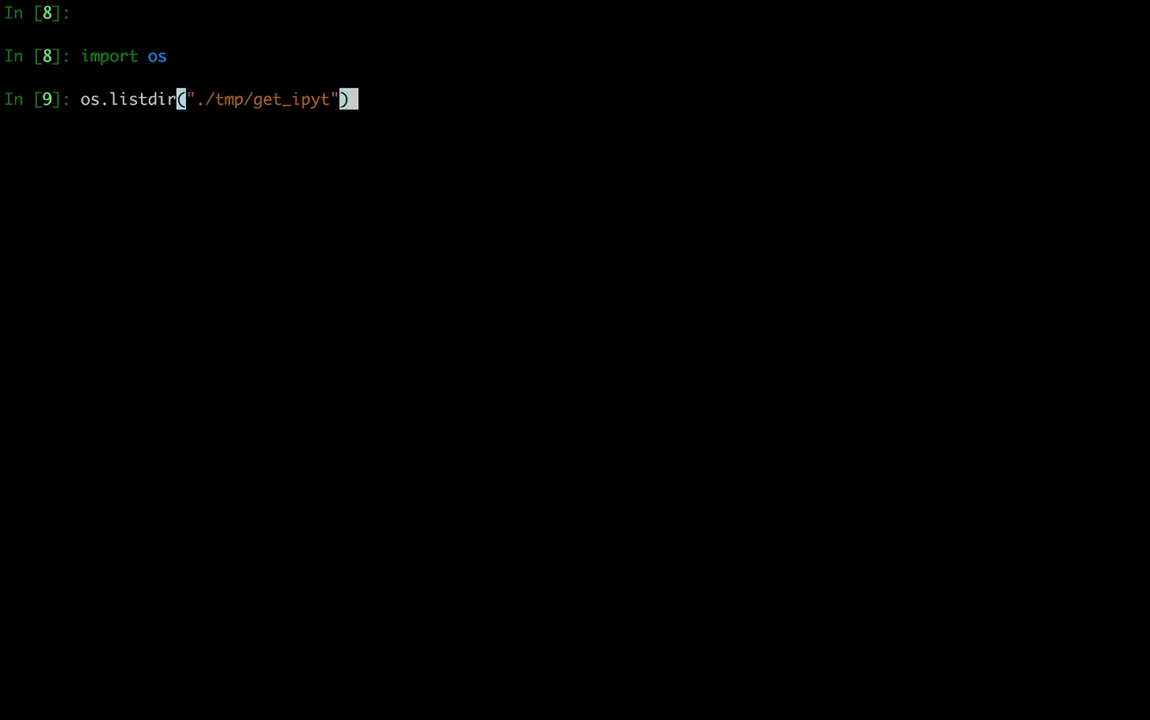 In [8]:
In [8]: import os
In [9]: os.listdir("./tmp/get_ipyt")